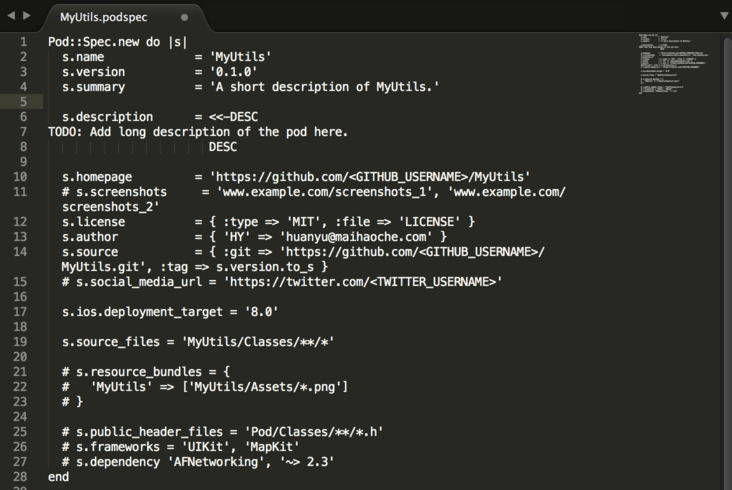 MyUtils.podspec
1 Pod::Spec.new do |s|
2 s.name = 'MyUtils'
3 s.version = '0.1.0'
4 s.summary = 'A short description of MyUtils.'
5
6 s.description = <<-DESC
7 TODO: Add long description of the pod here.
8 DESC
9
10 s.homepage = 'https://github.com/<GITHUB_USERNAME>/MyUtils'
11 # s.screenshots = 'www.example.com/screenshots_1', 'www.example.com/
screenshots_2'
12 s.license = { :type => 'MIT', :file => 'LICENSE' }
13 s.author = { 'HY' => 'huanyu@maihaoche.com' }
14 s.source = { :git => 'https://github.com/<GITHUB_USERNAME>/
MyUtils.git', :tag => s.version.to_s }
15 # s.social_media_url = 'https://twitter.com/<TWITTER_USERNAME>'
16
17 s.ios.deployment_target = '8.0'
18
19 s.source_files = 'MyUtils/Classes/**/*'
20
21 # s.resource_bundles = {
22 #   'MyUtils' => ['MyUtils/Assets/*.png']
23 # }
24
25 # s.public_header_files = 'Pod/Classes/**/*.h'
26 # s.frameworks = 'UIKit', 'MapKit'
27 # s.dependency 'AFNetworking', '~> 2.3'
28 end